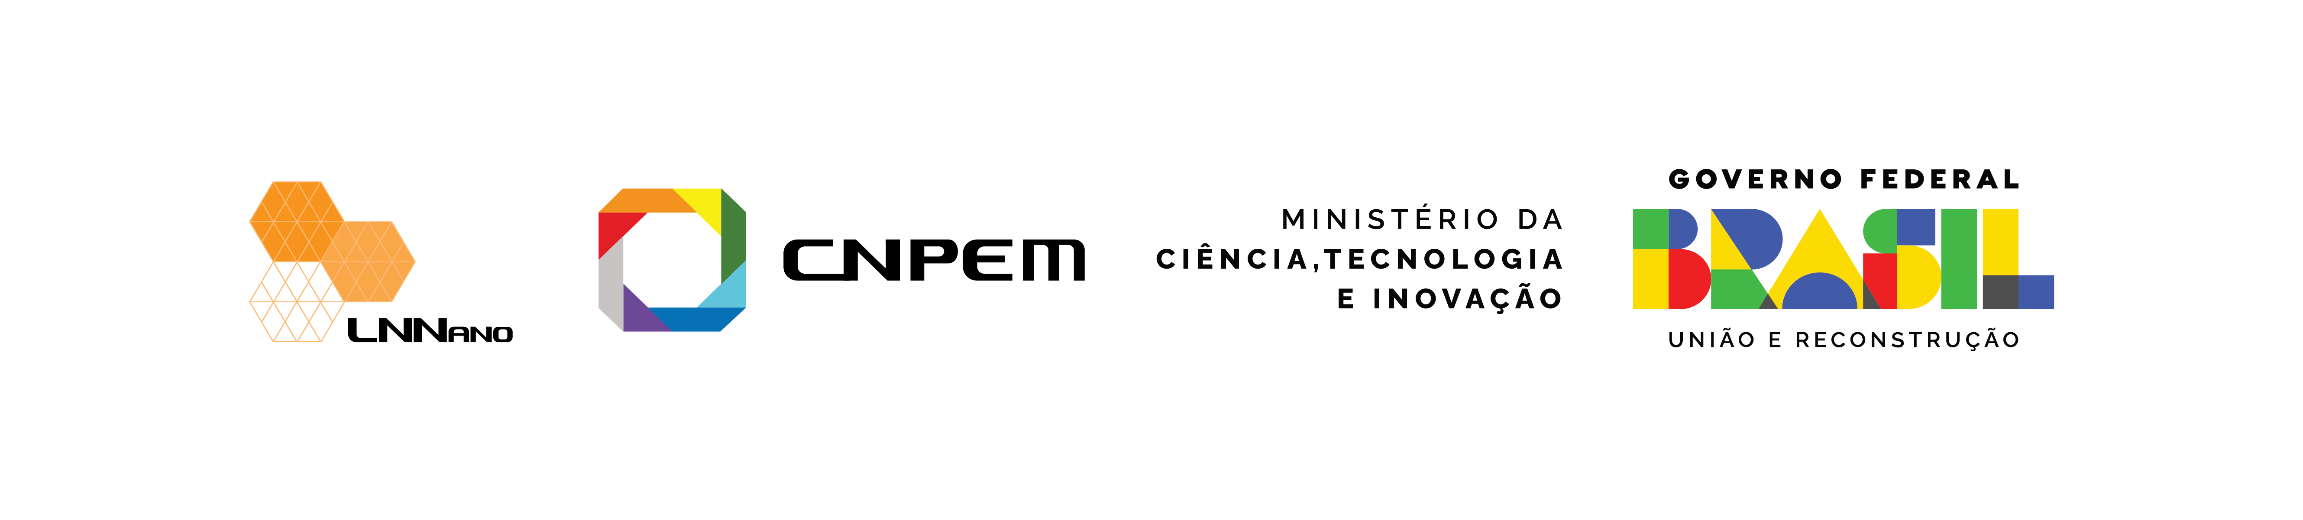 LNNANO
CNPEM
MINISTÉRIO DA
CIÊNCIA, TECNOLOGIA
E INOVAÇÃO
GOVERNO FEDERAL
BRASIL
UNIÃO E RECONSTRUÇÃO